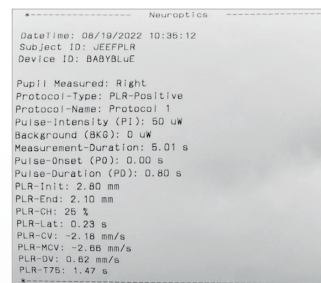 *---------- Neuroptics ----------
DateTime: 08/19/2022 10:35:12
Subject ID: JEEFPLR
Device ID: BABYBLuE
Pupil Measured: Right
Protocol-Type: PLR-Positive
Protocol-Name: Protocol 1
Pulse-Intensity (PI): 50 uW
Background (BKG): 0 uW
Measurement-Duration: 5.01 s
Pulse-Onset (PO): 0.00 s
Pulse-Duration (PD): 0.80 s
PLR-Init: 2.80 mm
PLR-End: 2.10 mm
PLR-CH: 25 %
PLR-Lat: 0.23 s
PLR-CV: -2.18 mm/s
PLR-MCV: -2.66 mm/s
PLR-DV: 0.62 mm/s
PLR-T75: 1.47 s
*--------------------